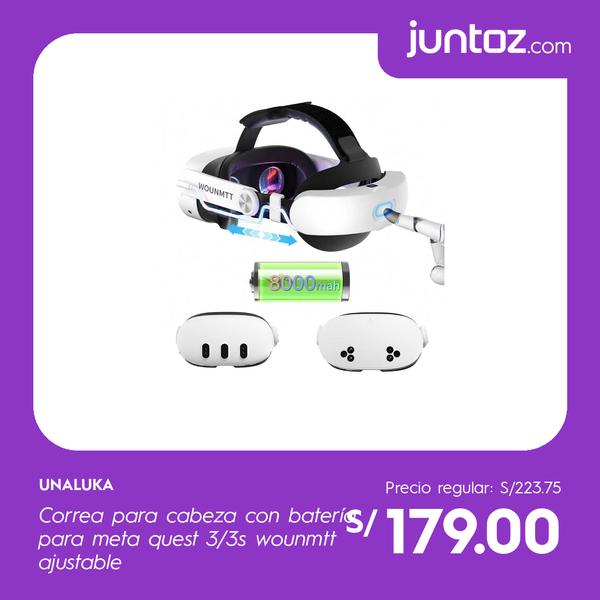 juntoz.com
WOUNMTT
8000mah
UNALUKA
Precio regular: S/223.75
Correa para cabeza con batería
para meta quest 3/3s wounmtt
ajustable
S/179.00